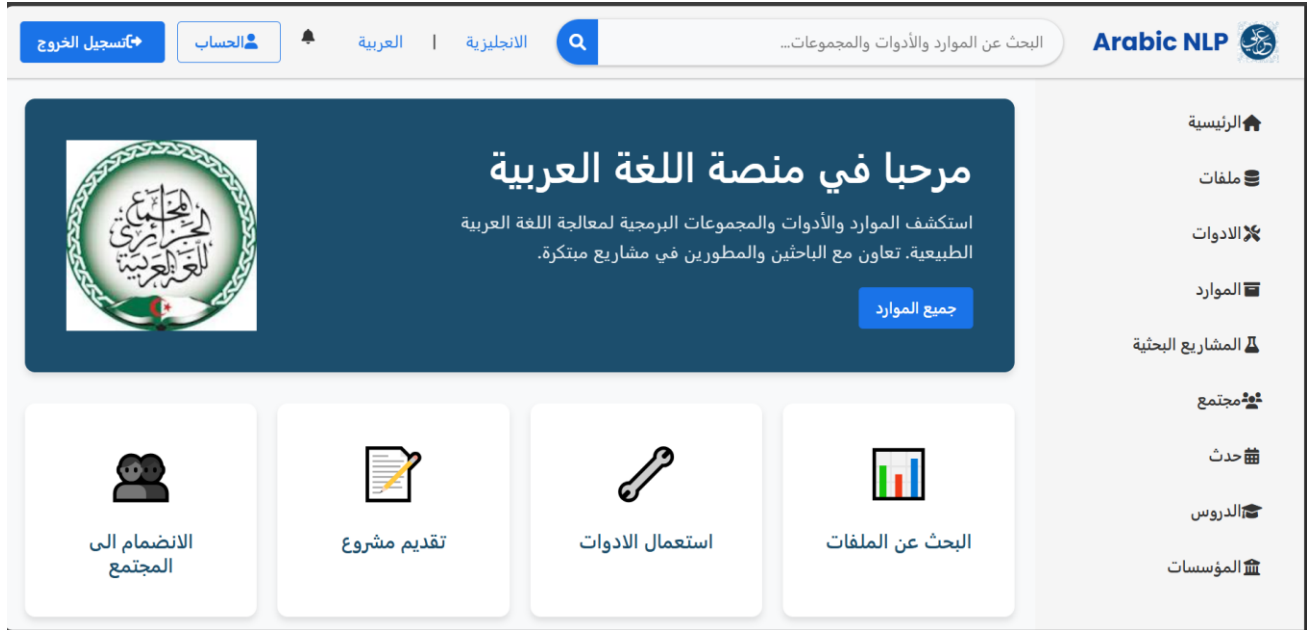 Arabic NLP
البحث عن الموارد والأدوات والمجموعات...
الانجليزية | العربية
الحساب
تسجيل الخروج
الرئيسية
ملفات
الادوات
الموارد
المشاريع البحثية
مجتمع
حدث
الدروس
المؤسسات
مرحبا في منصة اللغة العربية
استكشف الموارد والأدوات والمجموعات البرمجية لمعالجة اللغة العربية
الطبيعية. تعاون مع الباحثين والمطورين في مشاريع مبتكرة.
جميع الموارد
المجمع
الجزائري
للغة العربية
البحث عن الملفات
استعمال الادوات
تقديم مشروع
الانضمام الى
المجتمع